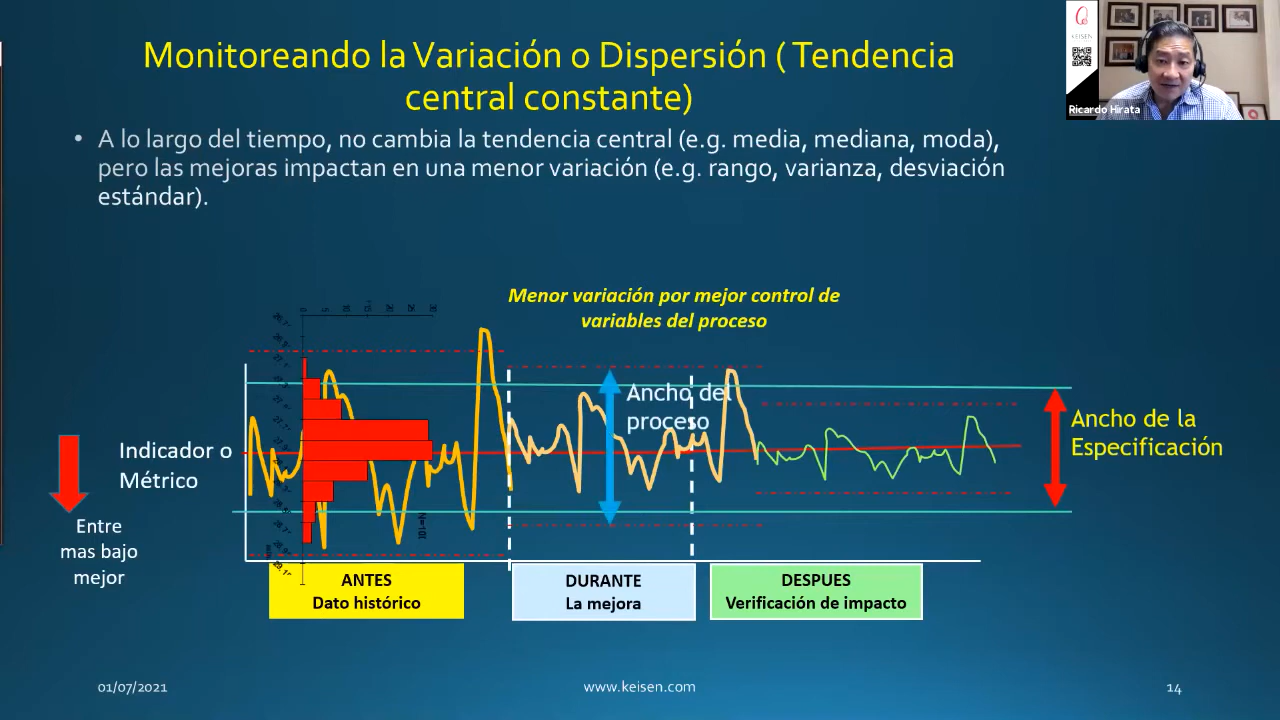 Monitoreando la Variación o Dispersión ( Tendencia
central constante)
KEISEN
Ricardo Hirata
• A lo largo del tiempo, no cambia la tendencia central (e.g. media, mediana, moda),
pero las mejoras impactan en una menor variación (e.g. rango, varianza, desviación
estándar).
Menor variación por mejor control de
variables del proceso
Ancho del
proceso
Ancho de la
Especificación
Indicador o
Métrico
Entre
mas bajo
mejor
N=101
ANTES
Dato histórico
DURANTE
La mejora
DESPUES
Verificación de impacto
01/07/2021
www.keisen.com
14